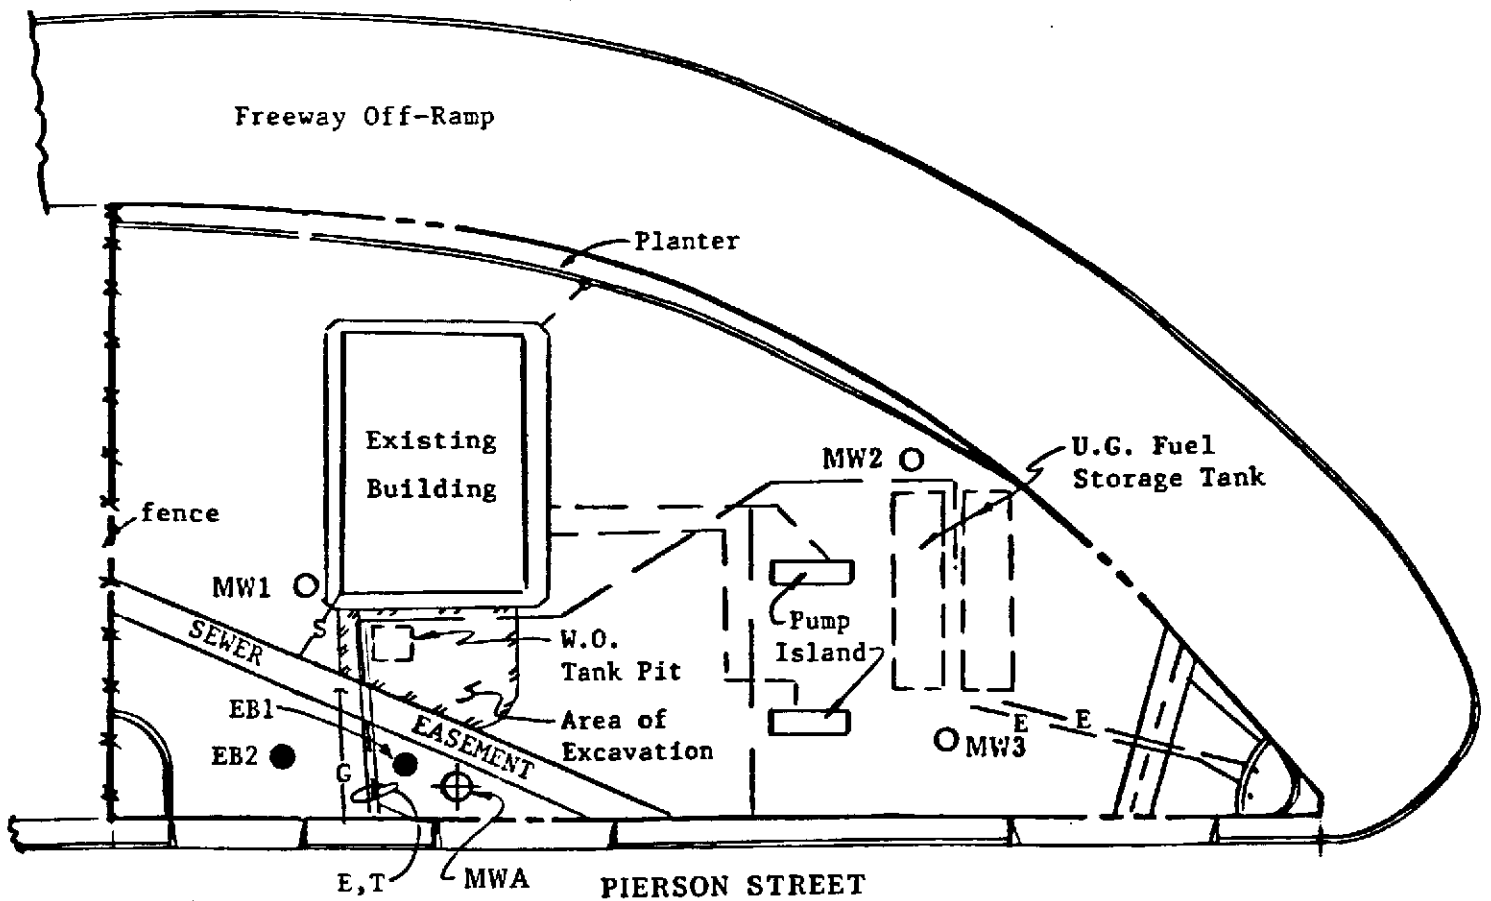 Freeway Off-Ramp
Planter
Existing
Building
MW2
U.G. Fuel
Storage Tank
fence
MW1
SEWER EASEMENT
W.O.
Tank Pit
Pump
Island
EB1
Area of
Excavation
EB2
G
E
E
MW3
E,T
MWA
PIERSON STREET